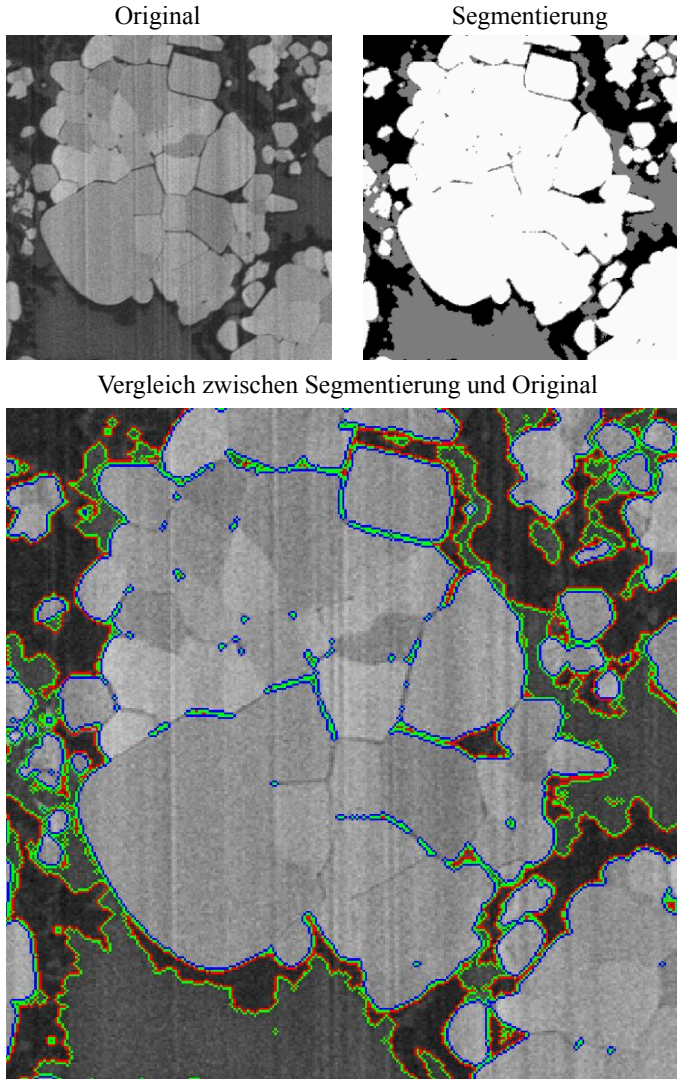 Original
Segmentierung
Vergleich zwischen Segmentierung und Original